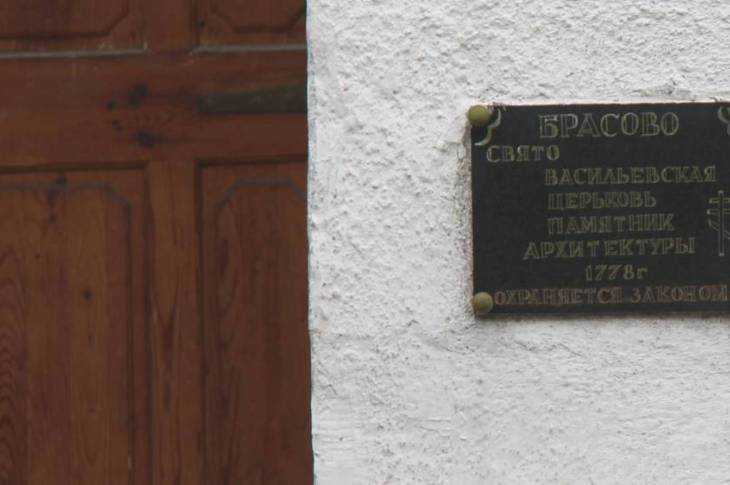 БРАСОВО
СВЯТО
ВАСИЛЬЕВСКАЯ
ЦЕРЬКОВЬ
ПАМЯТНИК
АРХИТЕКТУРЫ
1778г
ОХРАНЯЕТСЯ ЗАКОНОМ